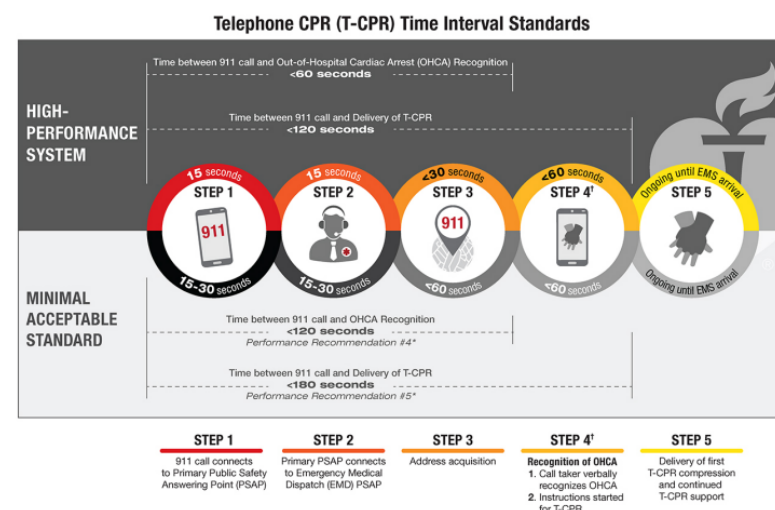 Telephone CPR (T-CPR) Time Interval Standards
Time between 911 call and Out-of-Hospital Cardiac Arrest (OHCA) Recognition
<60 seconds
HIGH-
PERFORMANCE
SYSTEM
Time between 911 call and Delivery of T-CPR
<120 seconds
15 seconds
STEP 1
911
15-30 seconds
15 seconds
STEP 2
15-30 seconds
<30 seconds
STEP 3
911
<60 seconds
<60 seconds
STEP 4†
<60 seconds
Ongoing until EMS arrival
STEP 5
Ongoing until EMS arrival
MINIMAL
ACCEPTABLE
STANDARD
Time between 911 call and OHCA Recognition
<120 seconds
Performance Recommendation #4*
Time between 911 call and Delivery of T-CPR
<180 seconds
Performance Recommendation #5*
STEP 1
911 call connects
to Primary Public Safety
Answering Point (PSAP)
STEP 2
Primary PSAP connects
to Emergency Medical
Dispatch (EMD) PSAP
STEP 3
Address acquisition
STEP 4†
Recognition of OHCA
1. Call taker verbally
recognizes OHCA
2. Instructions started
for T-CPR
STEP 5
Delivery of first
T-CPR compression
and continued
T-CPR support